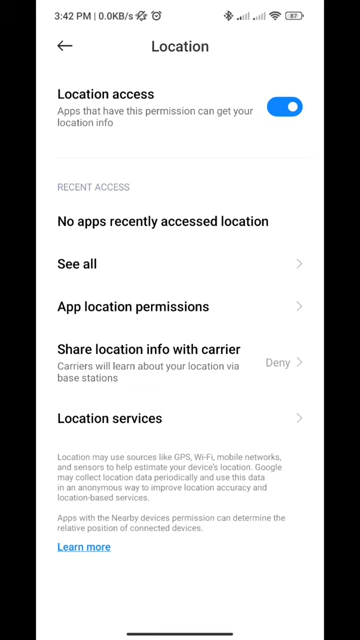 3:42 PM | 0.0KB/s
87
Location
Location access
Apps that have this permission can get your
location info
RECENT ACCESS
No apps recently accessed location
See all
App location permissions
Share location info with carrier
Carriers will learn about your location via
base stations
Deny
Location services
Location may use sources like GPS, Wi-Fi, mobile networks,
and sensors to help estimate your device's location. Google
may collect location data periodically and use this data
in an anonymous way to improve location accuracy and
location-based services.
Apps with the Nearby devices permission can determine the
relative position of connected devices.
Learn more